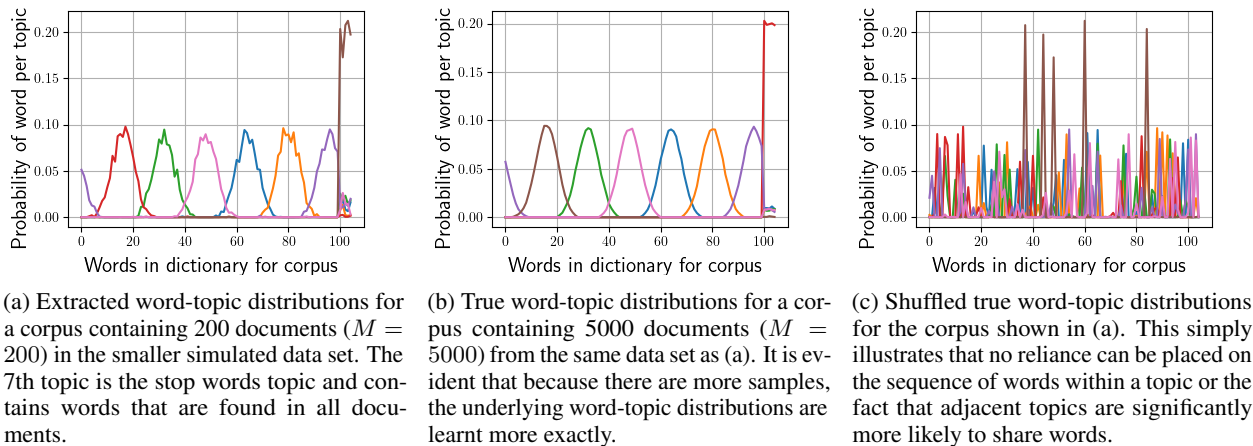 Probability of word per topic
0.20
0.15
0.10
0.05
0.00
0 20 40 60 80 100
Words in dictionary for corpus
(a) Extracted word-topic distributions for
a corpus containing 200 documents (M =
200) in the smaller simulated data set. The
7th topic is the stop words topic and con-
tains words that are found in all docu-
ments.
Probability of word per topic
0.20
0.15
0.10
0.05
0.00
0 20 40 60 80 100
Words in dictionary for corpus
(b) True word-topic distributions for a cor-
pus containing 5000 documents (M =
5000) from the same data set as (a). It is ev-
ident that because there are more samples,
the underlying word-topic distributions are
learnt more exactly.
Probability of word per topic
0.20
0.15
0.10
0.05
0.00
0 20 40 60 80 100
Words in dictionary for corpus
(c) Shuffled true word-topic distributions
for the corpus shown in (a). This simply
illustrates that no reliance can be placed on
the sequence of words within a topic or the
fact that adjacent topics are significantly
more likely to share words.